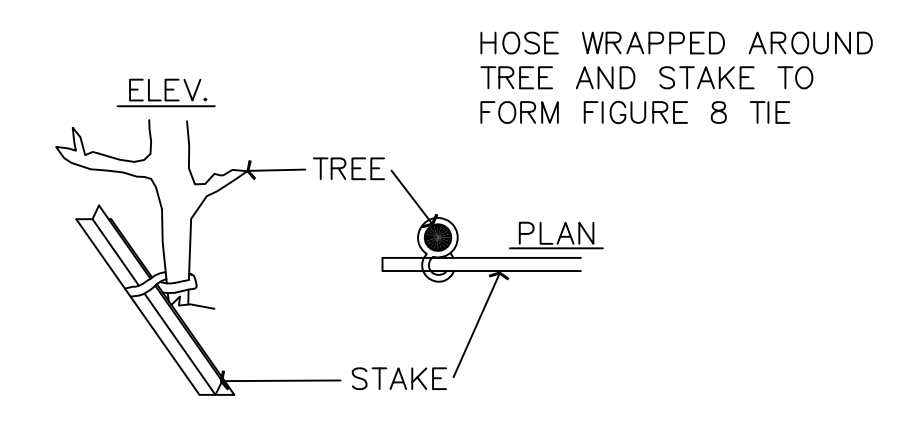 HOSE WRAPPED AROUND
TREE AND STAKE TO
FORM FIGURE 8 TIE
ELEV.
TREE
PLAN
STAKE